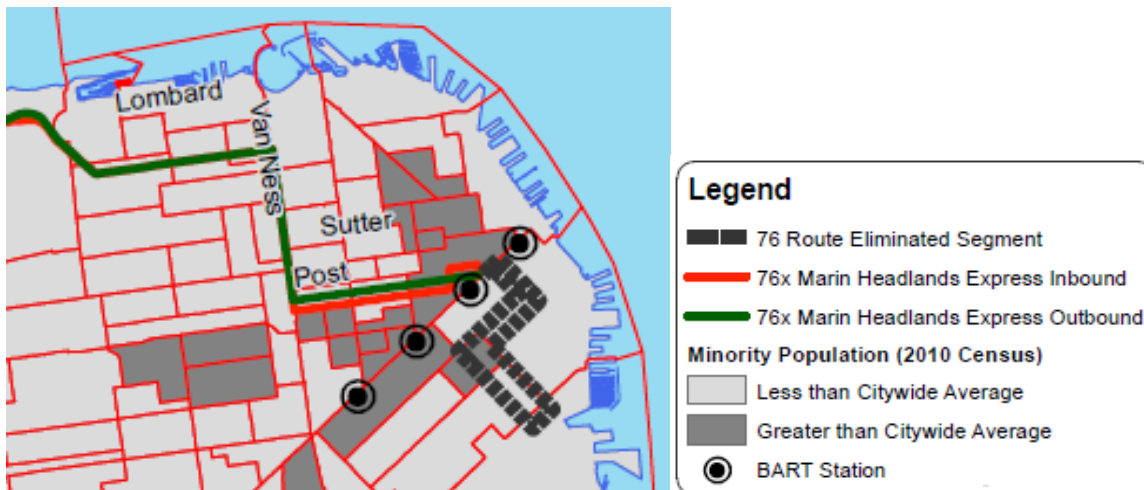 Lombard
Van Ness
Sutter
Post
Legend
76 Route Eliminated Segment
76x Marin Headlands Express Inbound
76x Marin Headlands Express Outbound
Minority Population (2010 Census)
Less than Citywide Average
Greater than Citywide Average
BART Station